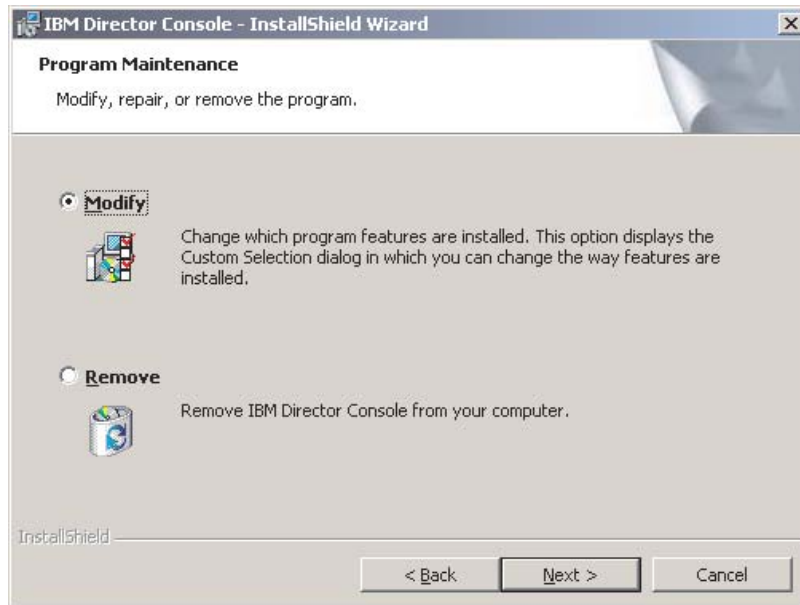 IBM Director Console - InstallShield Wizard
Program Maintenance
Modify, repair, or remove the program.
Modify
Change which program features are installed. This option displays the
Custom Selection dialog in which you can change the way features are
installed.
Remove
Remove IBM Director Console from your computer.
InstallShield
< Back
Next >
Cancel